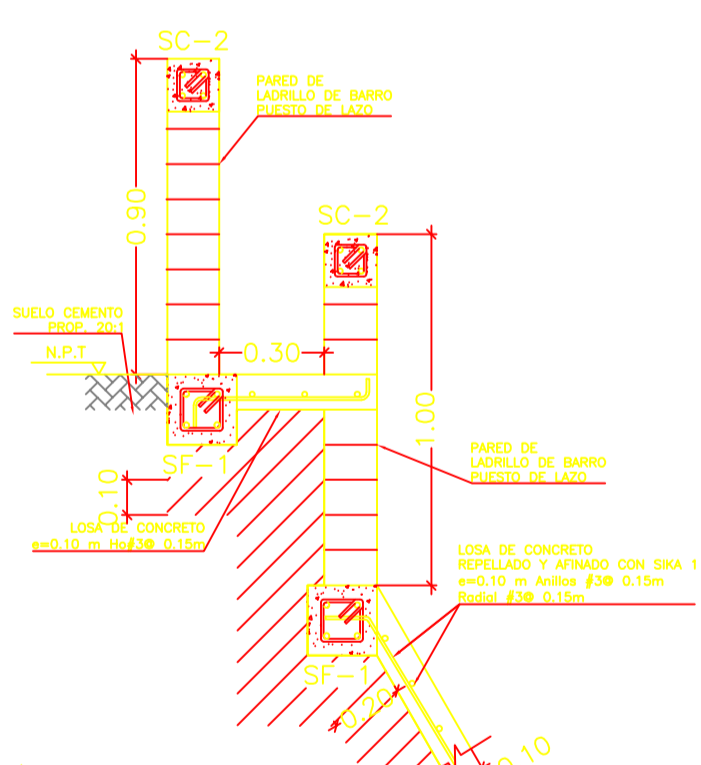 SC-2
PARED DE
LADRILLO DE BARRO
PUESTO DE LAZO
0.90
SC-2
SUELO CEMENTO
PROP. 20:1
N.P.T
0.30
1.00
SF-1
0.10
PARED DE
LADRILLO DE BARRO
PUESTO DE LAZO
LOSA DE CONCRETO
e=0.10 m Ho#3@ 0.15m
LOSA DE CONCRETO
REPELLADO Y AFINADO CON SIKA 1
e=0.10 m Anillos #3@ 0.15m
Radial #3@ 0.15m
SF-1
0.20
0.10